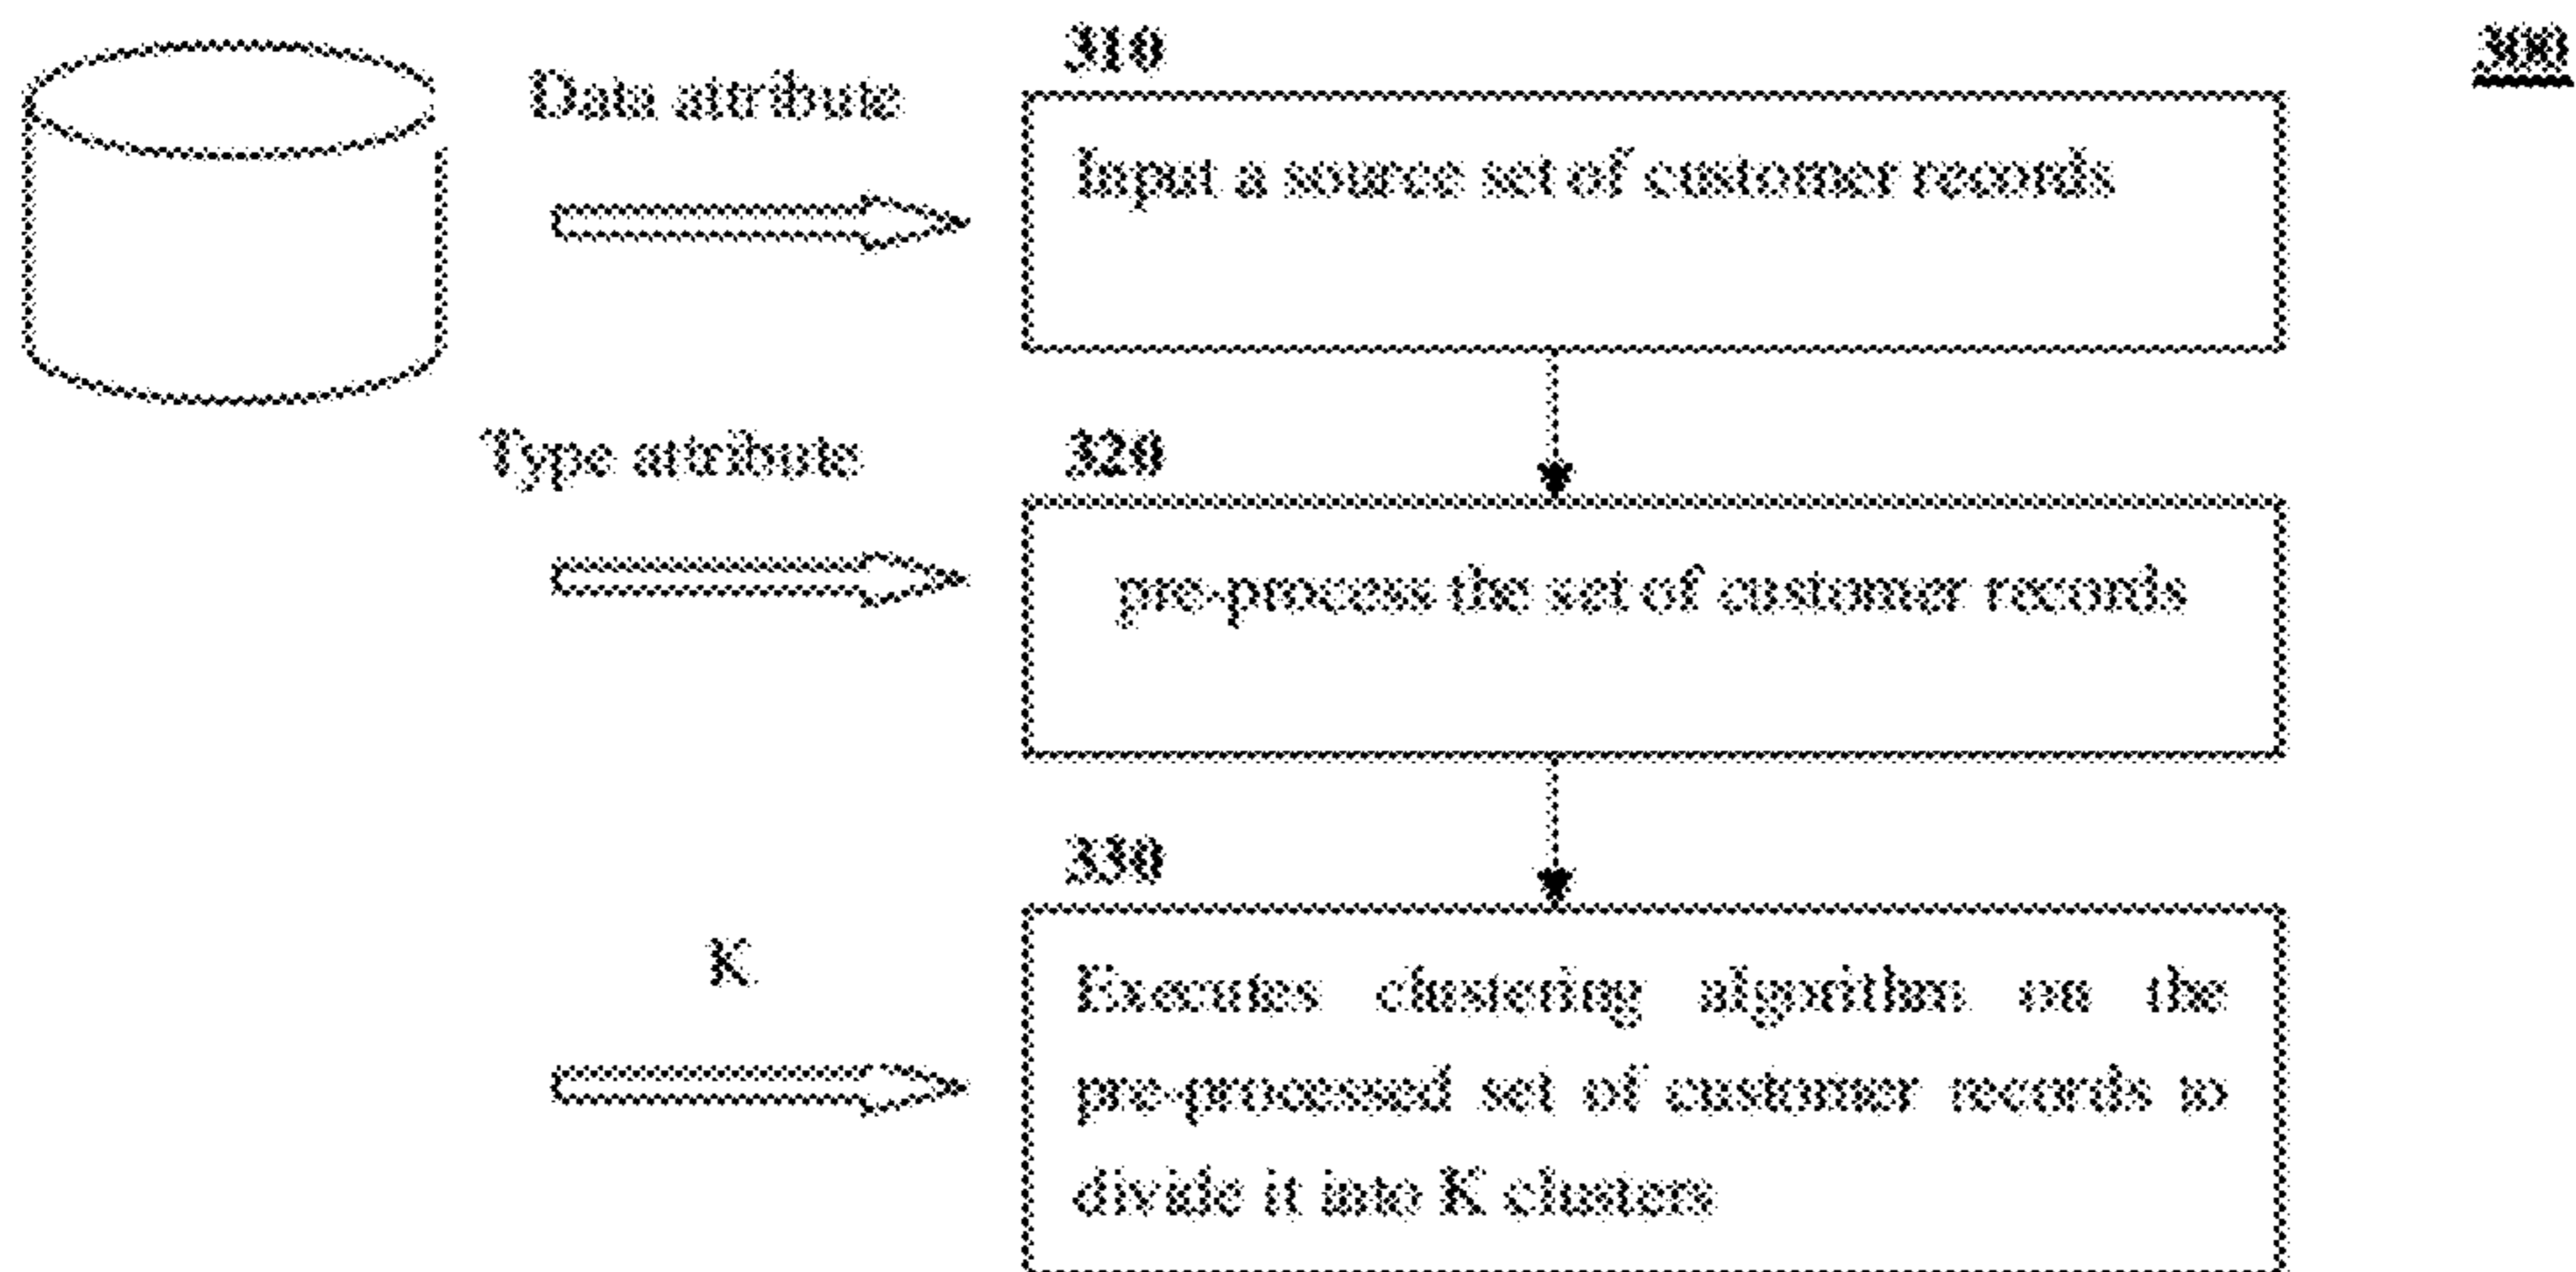 310
300
Data attribute
Input a source set of customer records
Type attribute
320
pre-process the set of customer records
330
K
Executes clustering algorithm on the
pre-processed set of customer records to
divide it into K clusters